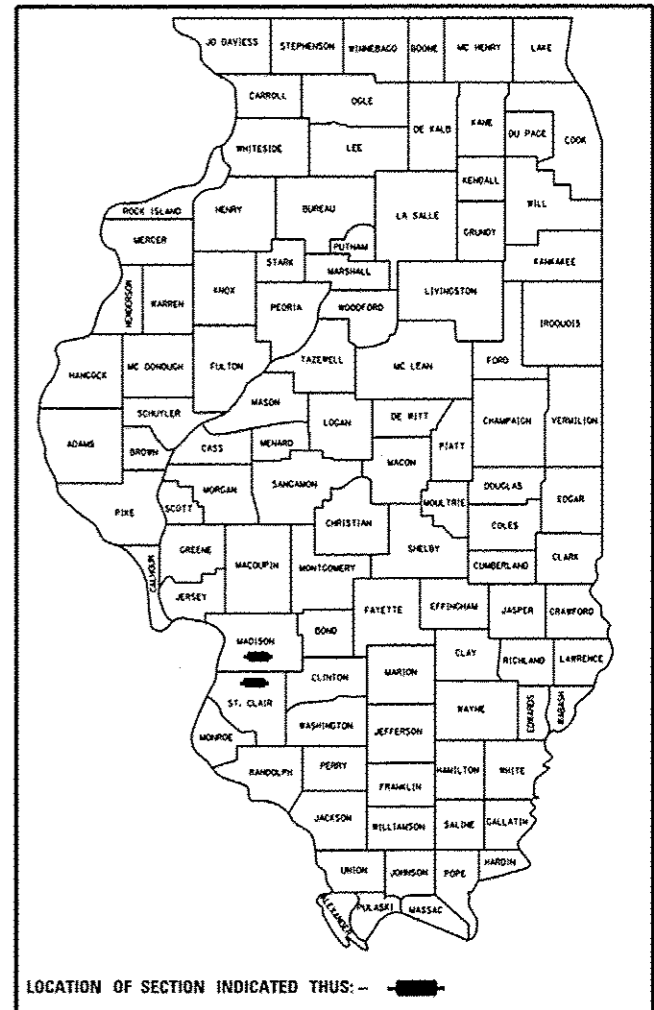 JO DAVIESS STEPHENSON WINNEBAGO BOONE MC HENRY LAKE
CARROLL OGLE DE KALB KANE DU PAGE COOK
WHITESIDE LEE
KENDALL WILL
ROCK ISLAND HENRY BUREAU LA SALLE GRUNDY
MERCER PUTNAM KANKAKEE
STARK MARSHALL
HENDERSON WARREN KNOX PEORIA WOODFORD LIVINGSTON IROQUOIS
HANCOCK MC DONOUGH FULTON TAZEWELL MC LEAN FORD
MASON
SCHUYLER LOGAN DE WITT CHAMPAIGN VERMILION
ADAMS BROWN CASS MENARD MACON PIATT
PIKE SCOTT MORGAN SANGAMON MOULTRIE DOUGLAS EDGAR
CHRISTIAN COLES
CALHOUN GREENE MACOUPIN MONTGOMERY SHELBY CUMBERLAND CLARK
JERSEY FAYETTE EFFINGHAM JASPER CRAWFORD
MADISON BOND CLAY
CLINTON MARION RICHLAND LAWRENCE
ST. CLAIR WAYNE EDWARDS WABASH
MONROE WASHINGTON JEFFERSON
RANDOLPH PERRY HAMILTON WHITE
FRANKLIN
JACKSON WILLIAMSON SALINE GALLATIN
UNION JOHNSON POPE HARDIN
ALEXANDER PULASKI MASSAC
LOCATION OF SECTION INDICATED THUS: –